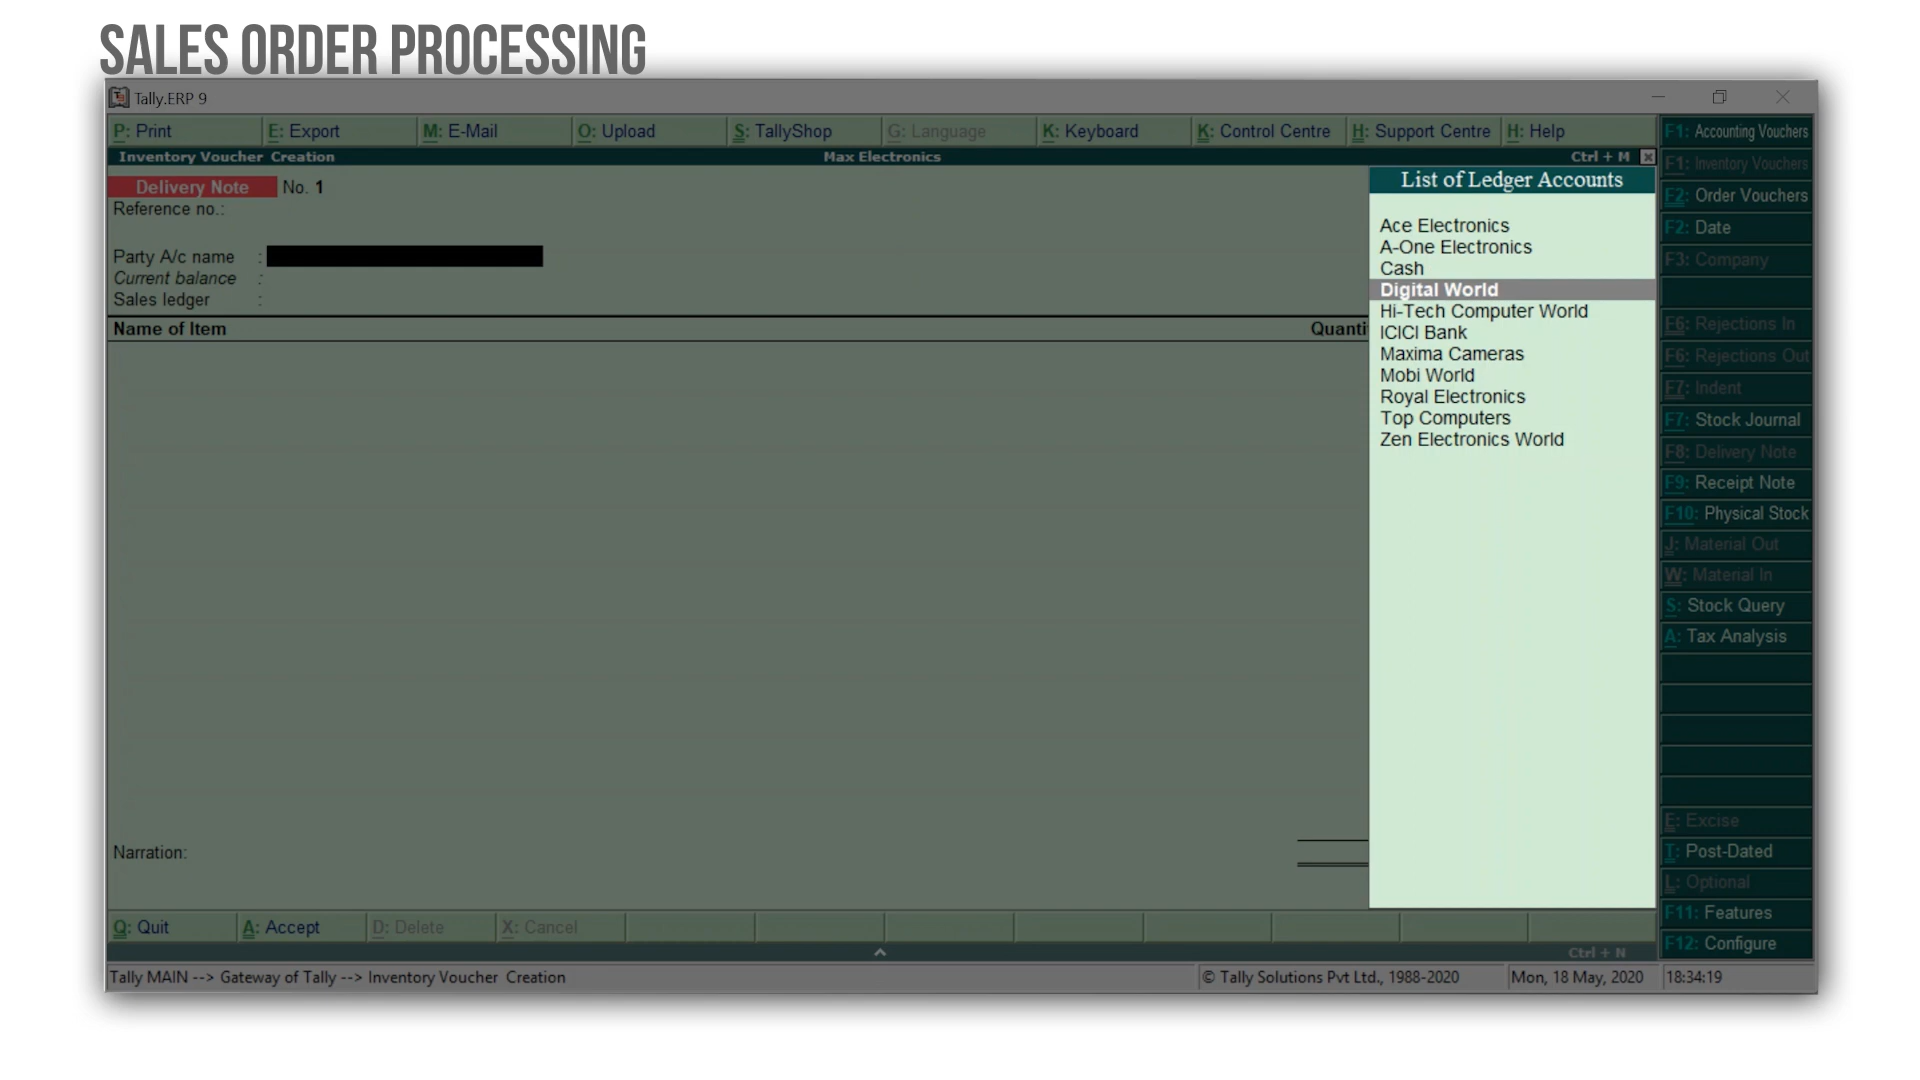 SALES ORDER PROCESSING
Tally.ERP 9
P: Print E: Export M: E-Mail O: Upload S: TallyShop G: Language K: Keyboard K: Control Centre H: Support Centre H: Help
Inventory Voucher Creation Max Electronics Ctrl + M
Delivery Note No. 1
Reference no.:
Party A/c name :
Current balance :
Sales ledger :
Name of Item Quanti
List of Ledger Accounts
Ace Electronics
A-One Electronics
Cash
Digital World
Hi-Tech Computer World
ICICI Bank
Maxima Cameras
Mobi World
Royal Electronics
Top Computers
Zen Electronics World
F1: Accounting Vouchers
F1: Inventory Vouchers
F2: Order Vouchers
F2: Date
F3: Company
F6: Rejections In
F6: Rejections Out
F7: Indent
F7: Stock Journal
F8: Delivery Note
F9: Receipt Note
F10: Physical Stock
J: Material Out
W: Material In
S: Stock Query
A: Tax Analysis
E: Excise
T: Post-Dated
L: Optional
F11: Features
F12: Configure
Narration:
Q: Quit A: Accept D: Delete X: Cancel
Ctrl + N
Tally MAIN --> Gateway of Tally --> Inventory Voucher Creation © Tally Solutions Pvt Ltd., 1988-2020 Mon, 18 May, 2020 18:34:19